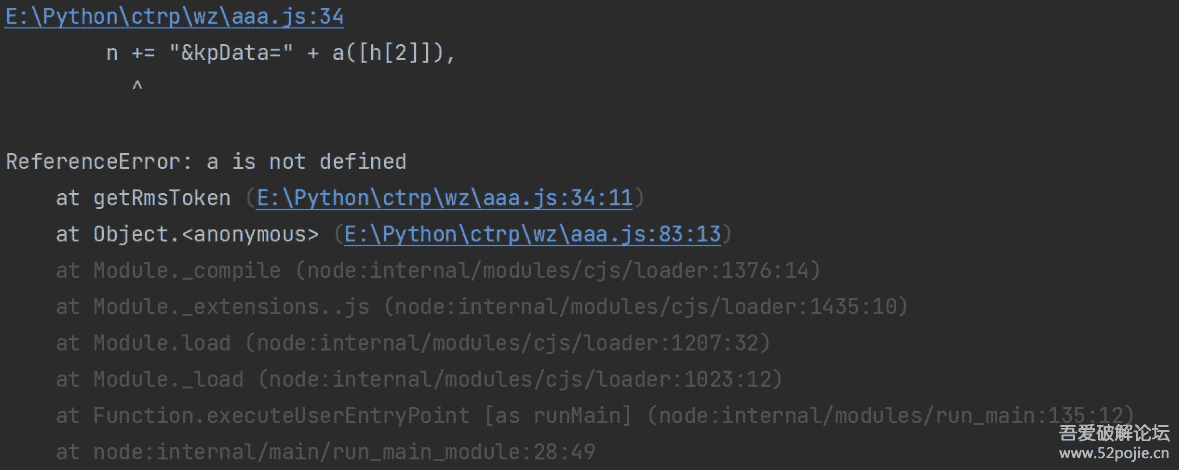 E:\Python\ctrp\wz\aaa.js:34
n += "&kpData=" + a([h[2]]),
^
ReferenceError: a is not defined
at getRmsToken (E:\Python\ctrp\wz\aaa.js:34:11)
at Object.<anonymous> (E:\Python\ctrp\wz\aaa.js:83:13)
at Module._compile (node:internal/modules/cjs/loader:1376:14)
at Module._extensions..js (node:internal/modules/cjs/loader:1435:10)
at Module.load (node:internal/modules/cjs/loader:1207:32)
at Module._load (node:internal/modules/cjs/loader:1023:12)
at Function.executeUserEntryPoint [as runMain] (node:internal/modules/run_main:135:12)
at node:internal/main/run_main_module:28:49
吾爱破解论坛
www.52pojie.cn